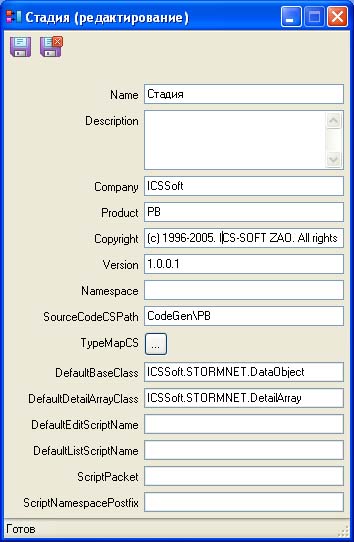 Стадия (редактирование)
Name Стадия
Description
Company ICSSoft
Product PB
Copyright (c) 1996-2005. ICS-SOFT ZAO. All rights
Version 1.0.0.1
Namespace
SourceCodeCSPath CodeGen\PB
TypeMapCS ...
DefaultBaseClass ICSSoft.STORMNET.DataObject
DefaultDetailArrayClass ICSSoft.STORMNET.DetailArray
DefaultEditScriptName
DefaultListScriptName
ScriptPacket
ScriptNamespacePostfix
Готов